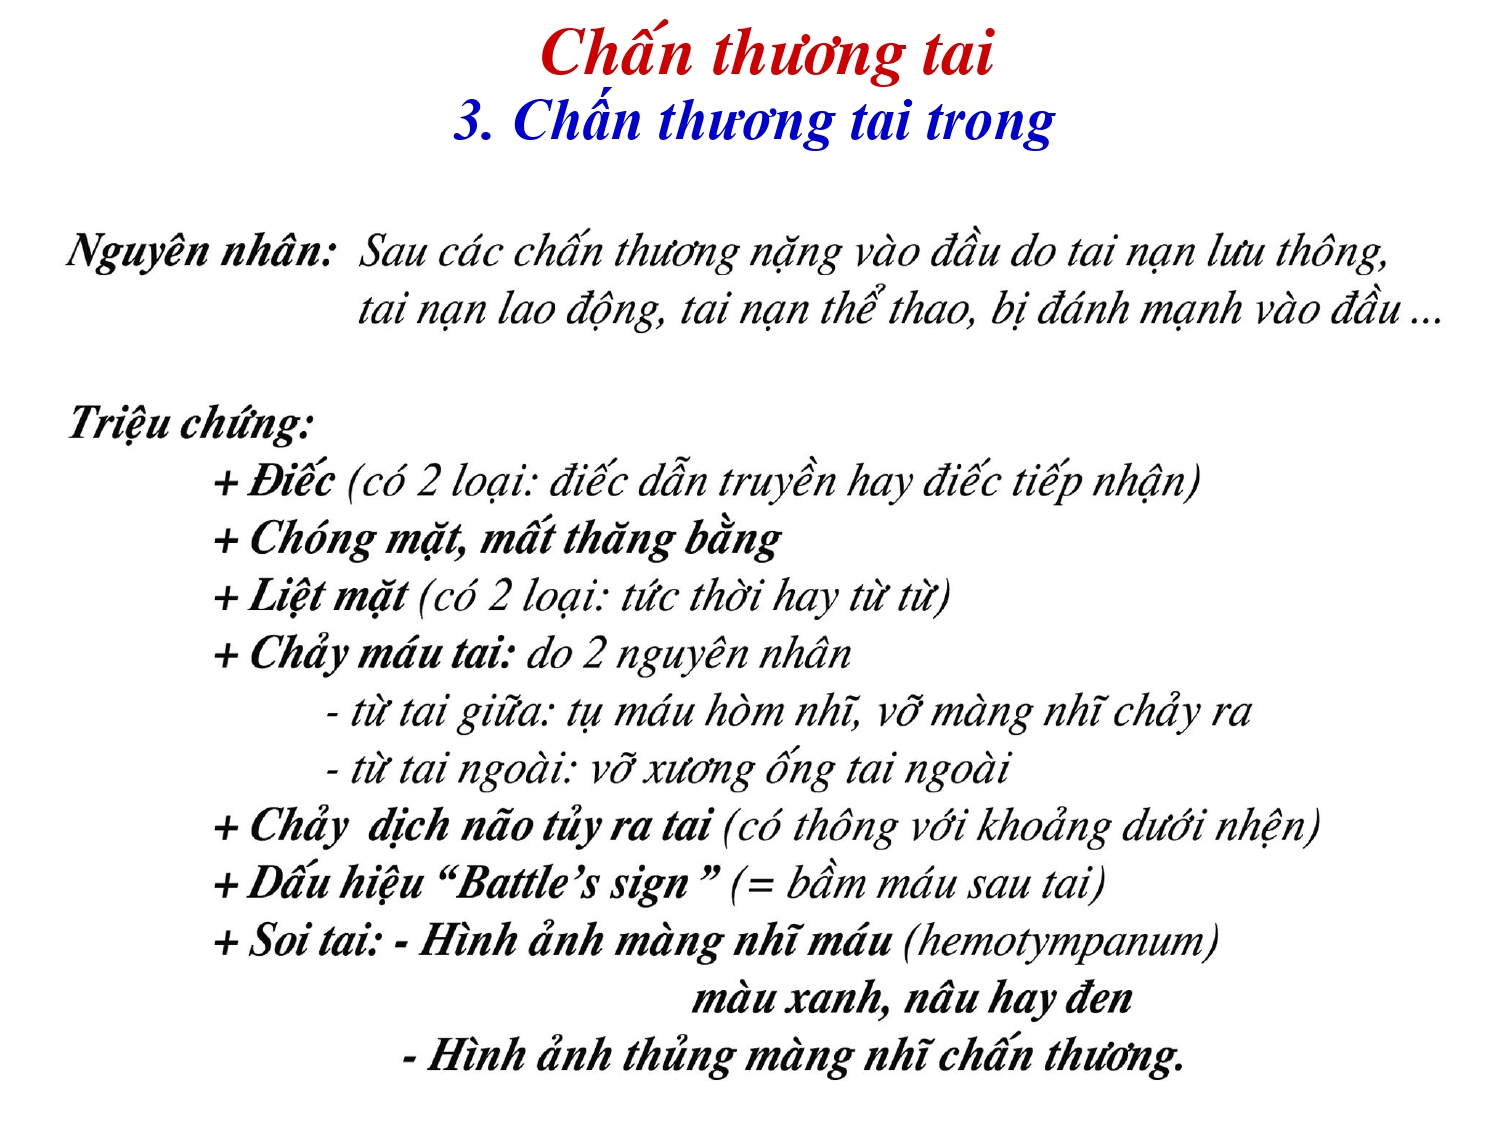 Chấn thương tai
3. Chấn thương tai trong
Nguyên nhân: Sau các chấn thương nặng vào đầu do tai nạn lưu thông,
tai nạn lao động, tai nạn thể thao, bị đánh mạnh vào đầu ...
Triệu chứng:
+ Điếc (có 2 loại: điếc dẫn truyền hay điếc tiếp nhận)
+ Chóng mặt, mất thăng bằng
+ Liệt mặt (có 2 loại: tức thời hay từ từ)
+ Chảy máu tai: do 2 nguyên nhân
- từ tai giữa: tụ máu hòm nhĩ, vỡ màng nhĩ chảy ra
- từ tai ngoài: vỡ xương ống tai ngoài
+ Chảy dịch não tủy ra tai (có thông với khoảng dưới nhện)
+ Dấu hiệu “Battle’s sign ” (= bầm máu sau tai)
+ Soi tai: - Hình ảnh màng nhĩ máu (hemotympanum)
màu xanh, nâu hay đen
- Hình ảnh thủng màng nhĩ chấn thương.